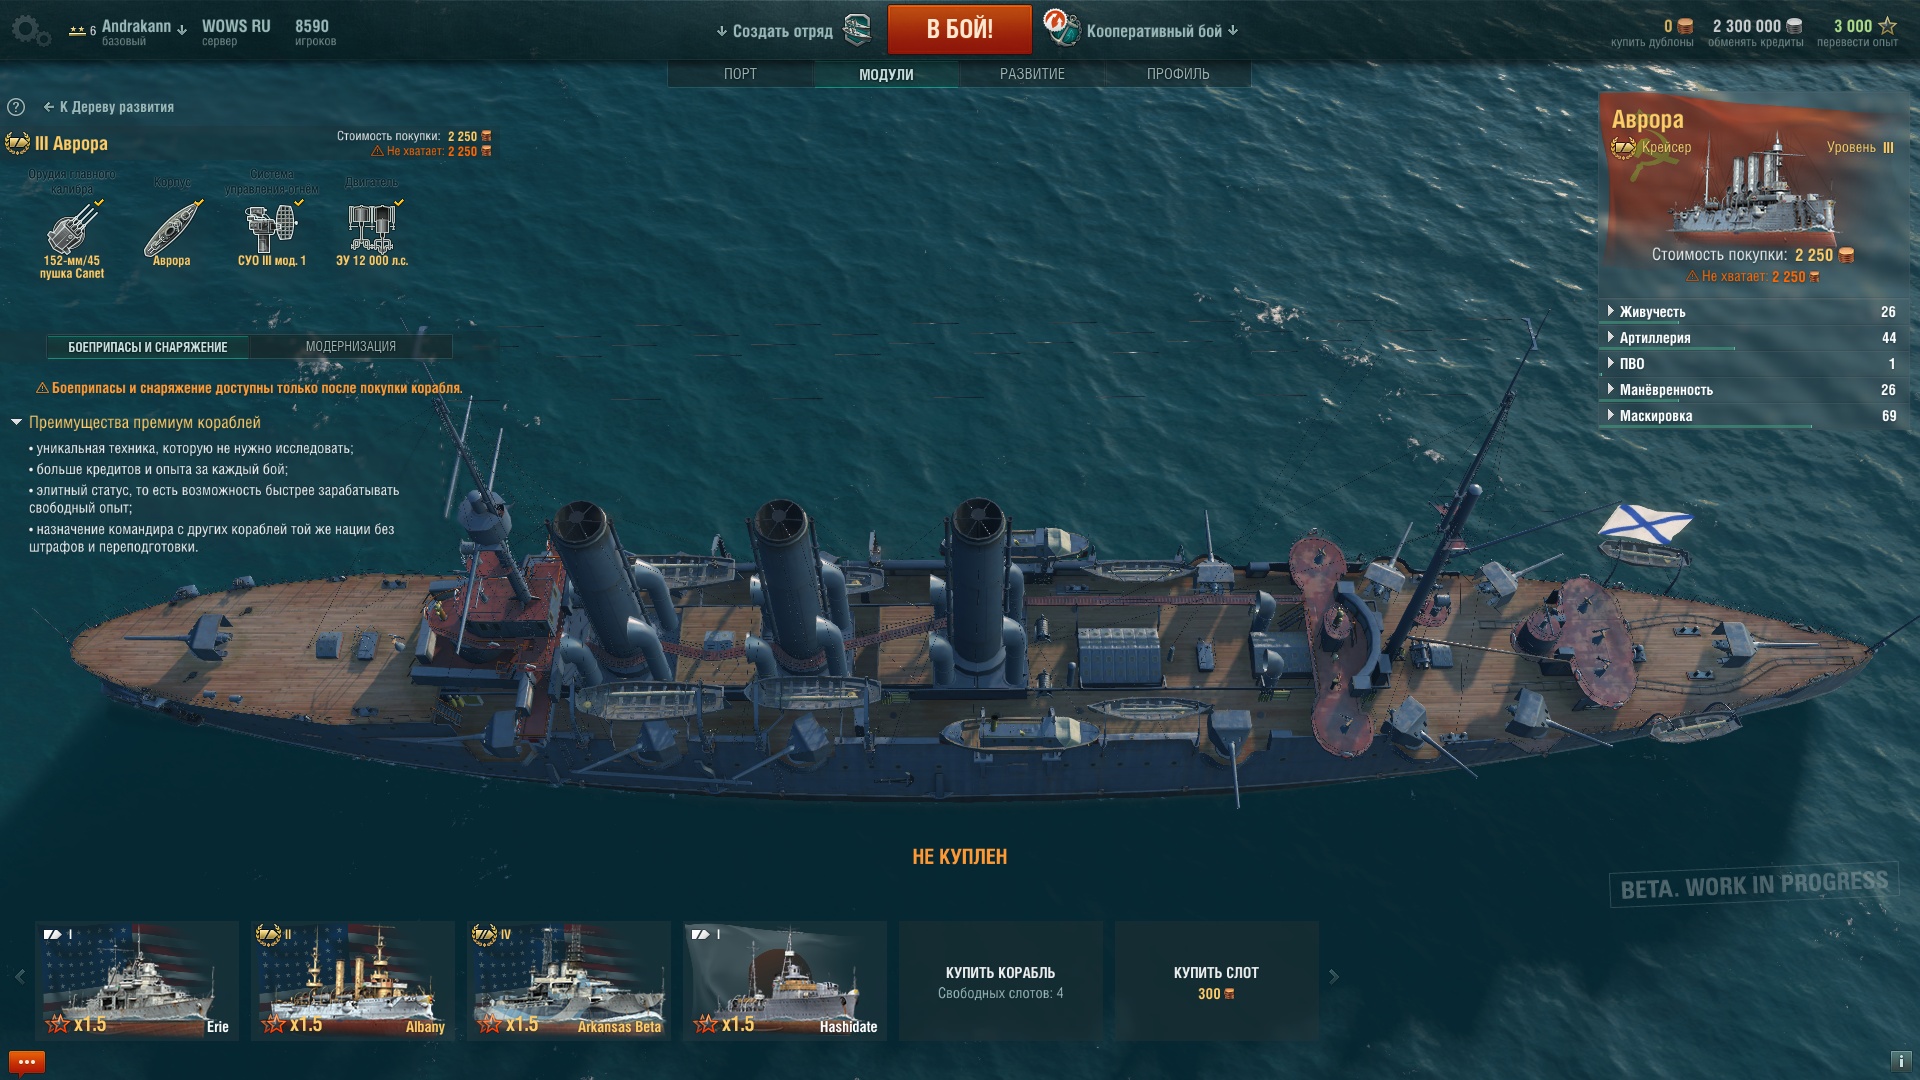 6 Andrakann
базовый
WOWS RU
сервер
8590
игроков
Создать отряд
В БОЙ!
Кооперативный бой
0
купить дублоны
2 300 000
обменять кредиты
3 000
перевести опыт
ПОРТ
МОДУЛИ
РАЗВИТИЕ
ПРОФИЛЬ
? ← К Дереву развития
III Аврора
Стоимость покупки: 2 250
Не хватает: 2 250
Орудия главного калибра
Корпус
Система управления огнём
Двигатель
152-мм/45
пушка Canet
Аврора
СУО III мод. 1
ЭУ 12 000 л.с.
БОЕПРИПАСЫ И СНАРЯЖЕНИЕ
МОДЕРНИЗАЦИЯ
Боеприпасы и снаряжение доступны только после покупки корабля.
Преимущества премиум кораблей
• уникальная техника, которую не нужно исследовать;
• больше кредитов и опыта за каждый бой;
• элитный статус, то есть возможность быстрее зарабатывать
свободный опыт;
• назначение командира с других кораблей той же нации без
штрафов и переподготовки.
Аврора
Крейсер
Уровень III
Стоимость покупки: 2 250
Не хватает: 2 250
Живучесть 26
Артиллерия 44
ПВО 1
Манёвренность 26
Маскировка 69
НЕ КУПЛЕН
BETA. WORK IN PROGRESS
I
x1.5
Erie
II
x1.5
Albany
IV
x1.5
Arkansas Beta
I
x1.5
Hashidate
КУПИТЬ КОРАБЛЬ
Свободных слотов: 4
КУПИТЬ СЛОТ
300
i